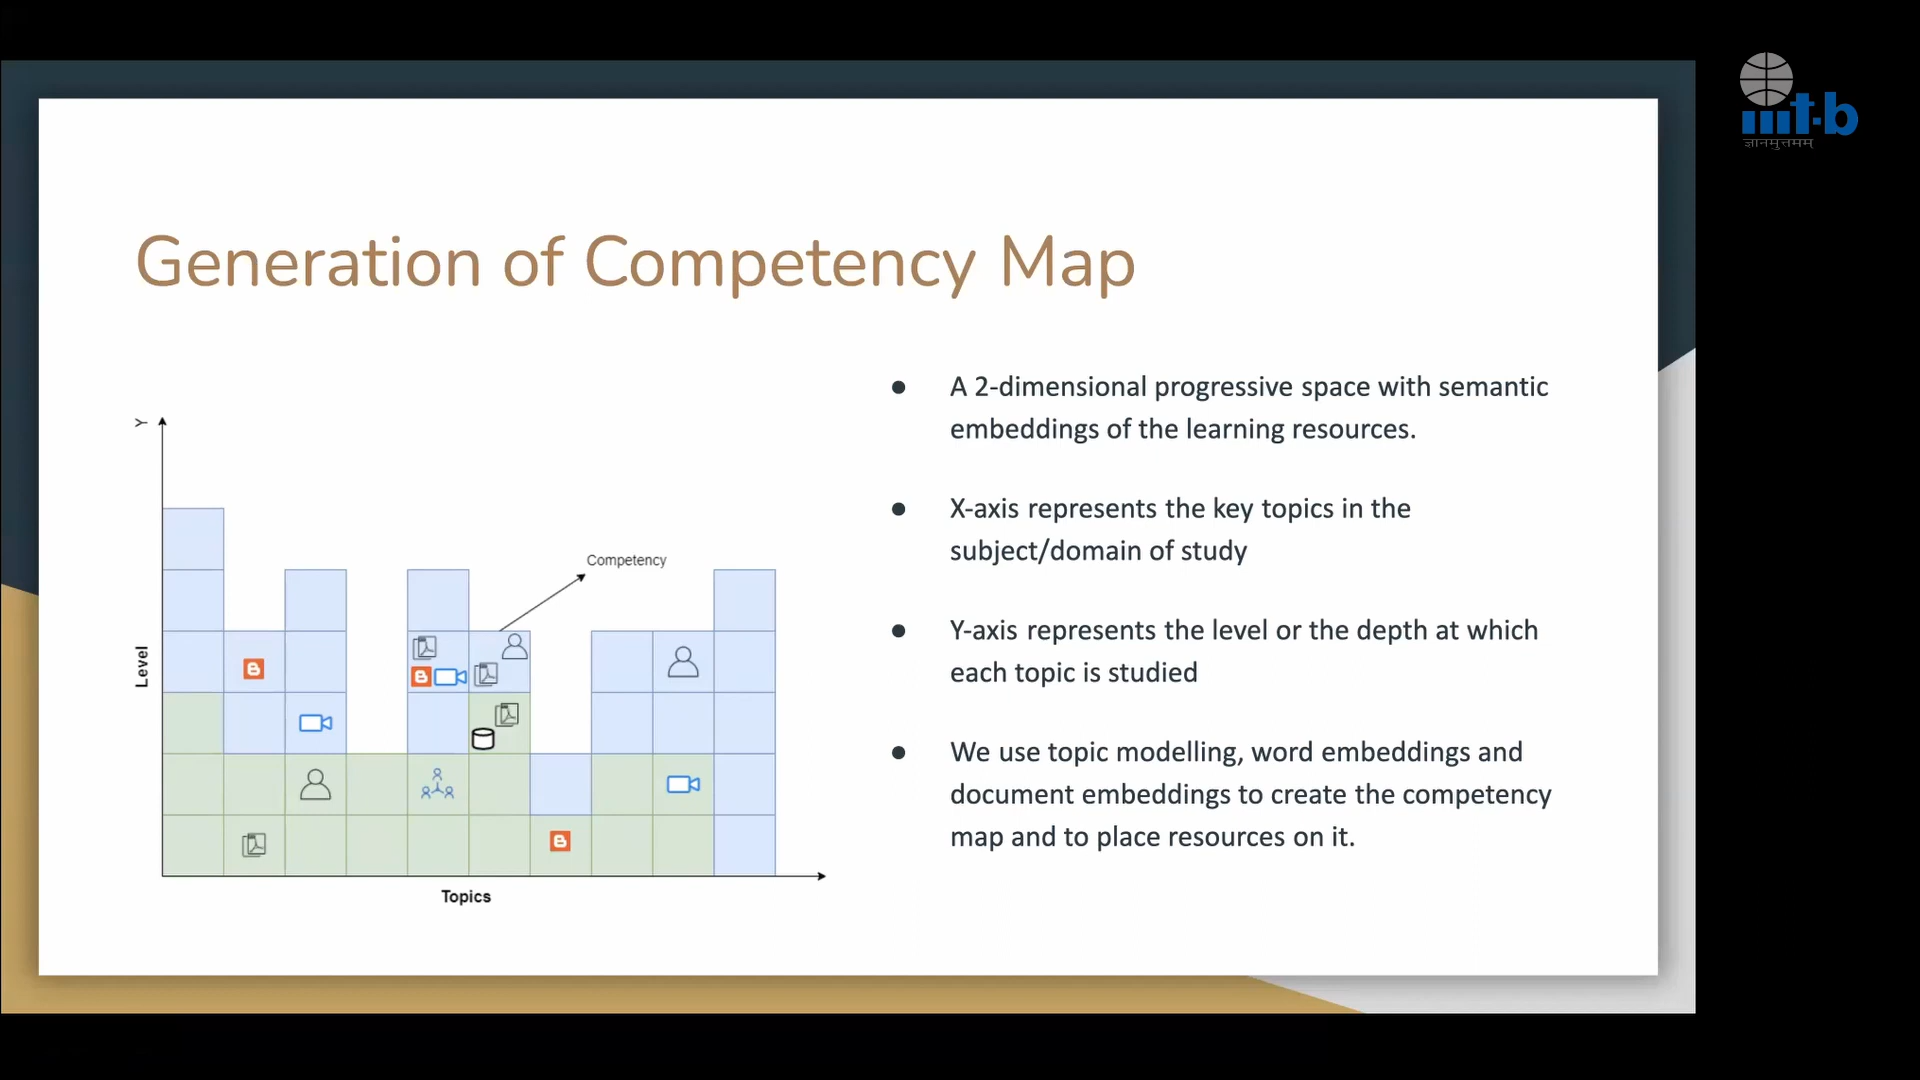 iiit-b
ज्ञानमुत्तमम्
Generation of Competency Map
Y
Level
Competency
Topics
● A 2-dimensional progressive space with semantic
embeddings of the learning resources.
● X-axis represents the key topics in the
subject/domain of study
● Y-axis represents the level or the depth at which
each topic is studied
● We use topic modelling, word embeddings and
document embeddings to create the competency
map and to place resources on it.